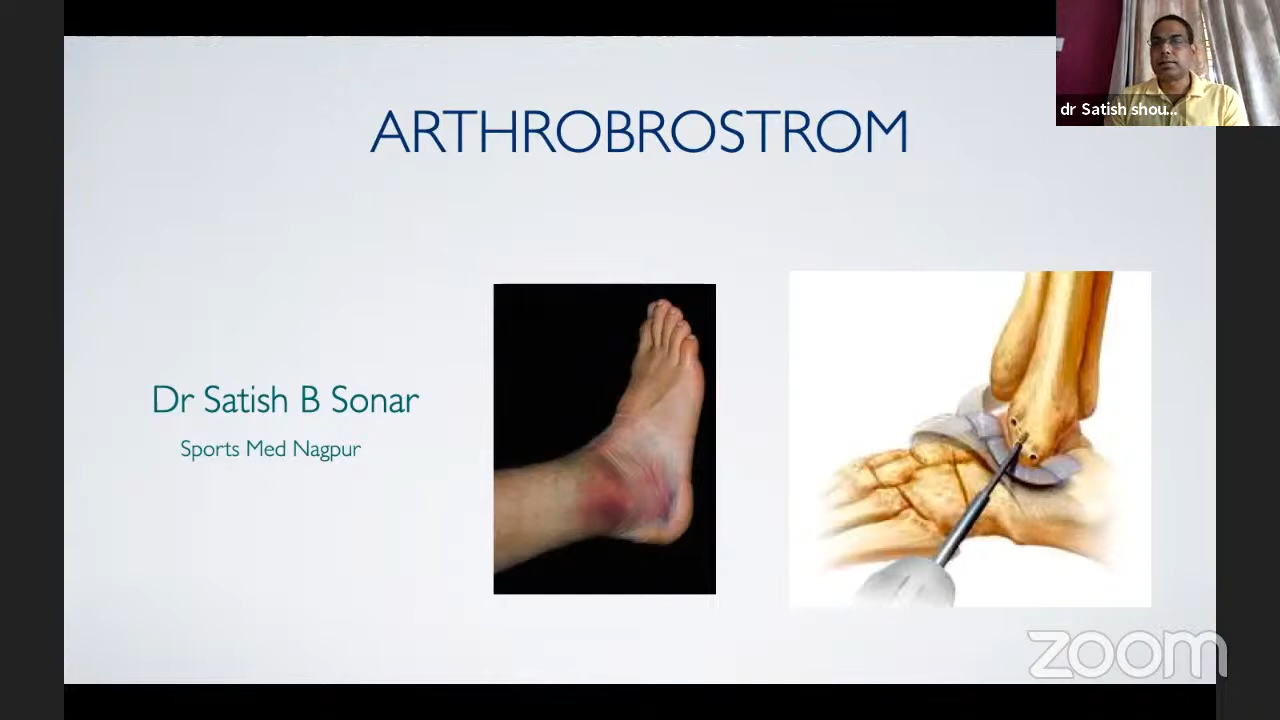 dr Satish shou...
ARTHROBROSTROM
Dr Satish B Sonar
Sports Med Nagpur
zoom